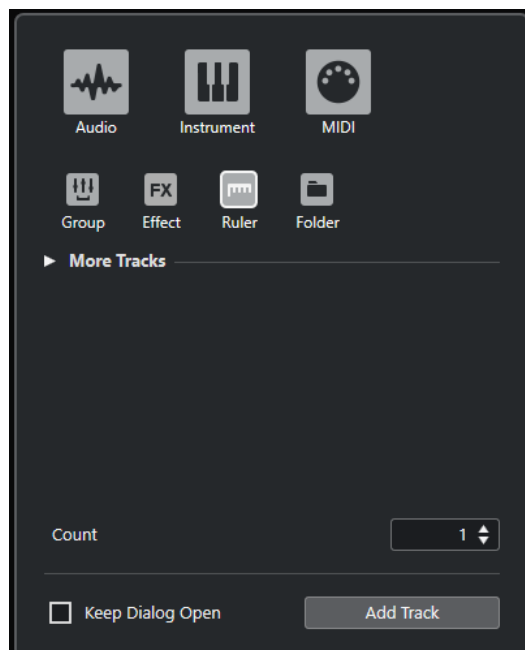 Audio Instrument MIDI
FX
Group Effect Ruler Folder
More Tracks
Count 1
Keep Dialog Open Add Track